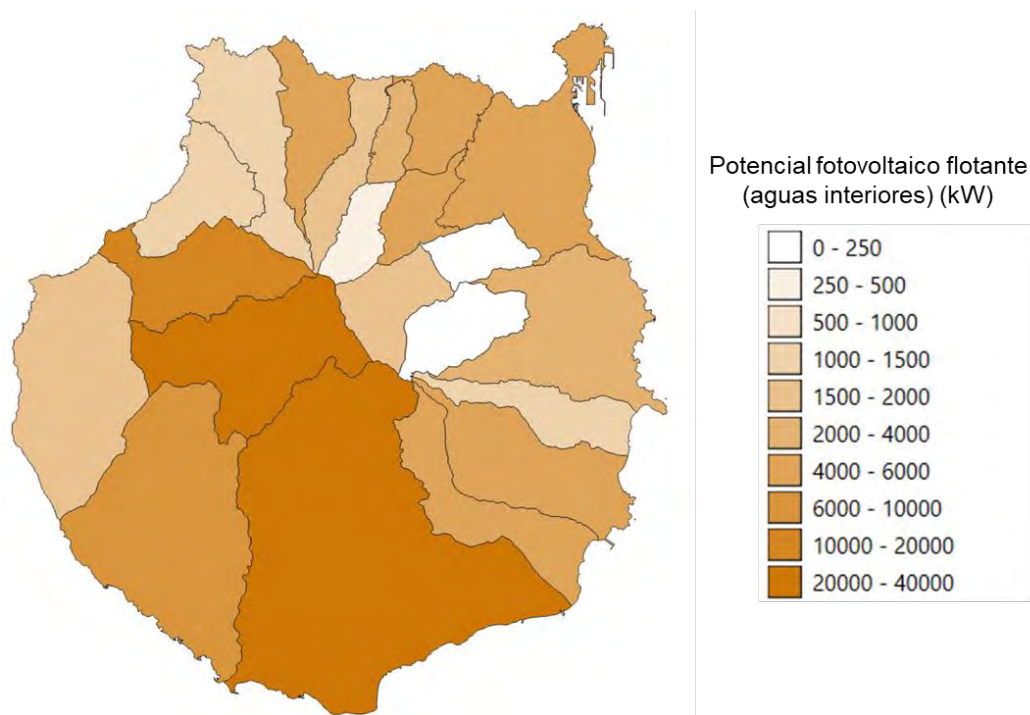 Potencial fotovoltaico flotante
(aguas interiores) (kW)
0 - 250
250 - 500
500 - 1000
1000 - 1500
1500 - 2000
2000 - 4000
4000 - 6000
6000 - 10000
10000 - 20000
20000 - 40000